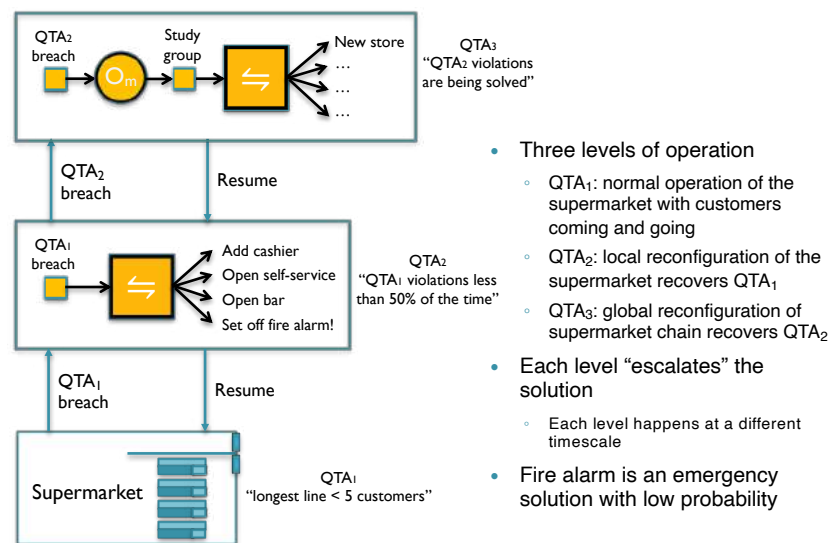 QTA₂
breach
Oₘ
Study
group
New store
…
…
…
QTA₃
“QTA₂ violations
are being solved”
QTA₂
breach
Resume
QTA₁
breach
Add cashier
Open self-service
Open bar
Set off fire alarm!
QTA₂
“QTA₁ violations less
than 50% of the time”
QTA₁
breach
Resume
Supermarket
QTA₁
“longest line < 5 customers”
• Three levels of operation
◦ QTA₁: normal operation of the
supermarket with customers
coming and going
◦ QTA₂: local reconfiguration of the
supermarket recovers QTA₁
◦ QTA₃: global reconfiguration of
supermarket chain recovers QTA₂
• Each level “escalates” the
solution
◦ Each level happens at a different
timescale
• Fire alarm is an emergency
solution with low probability